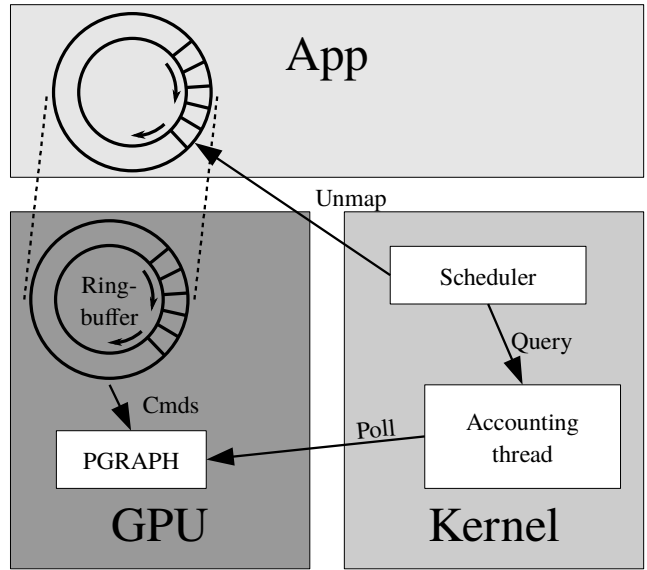 App
Unmap
Ring-
buffer
Scheduler
Query
Cmds
Accounting
thread
Poll
PGRAPH
GPU
Kernel